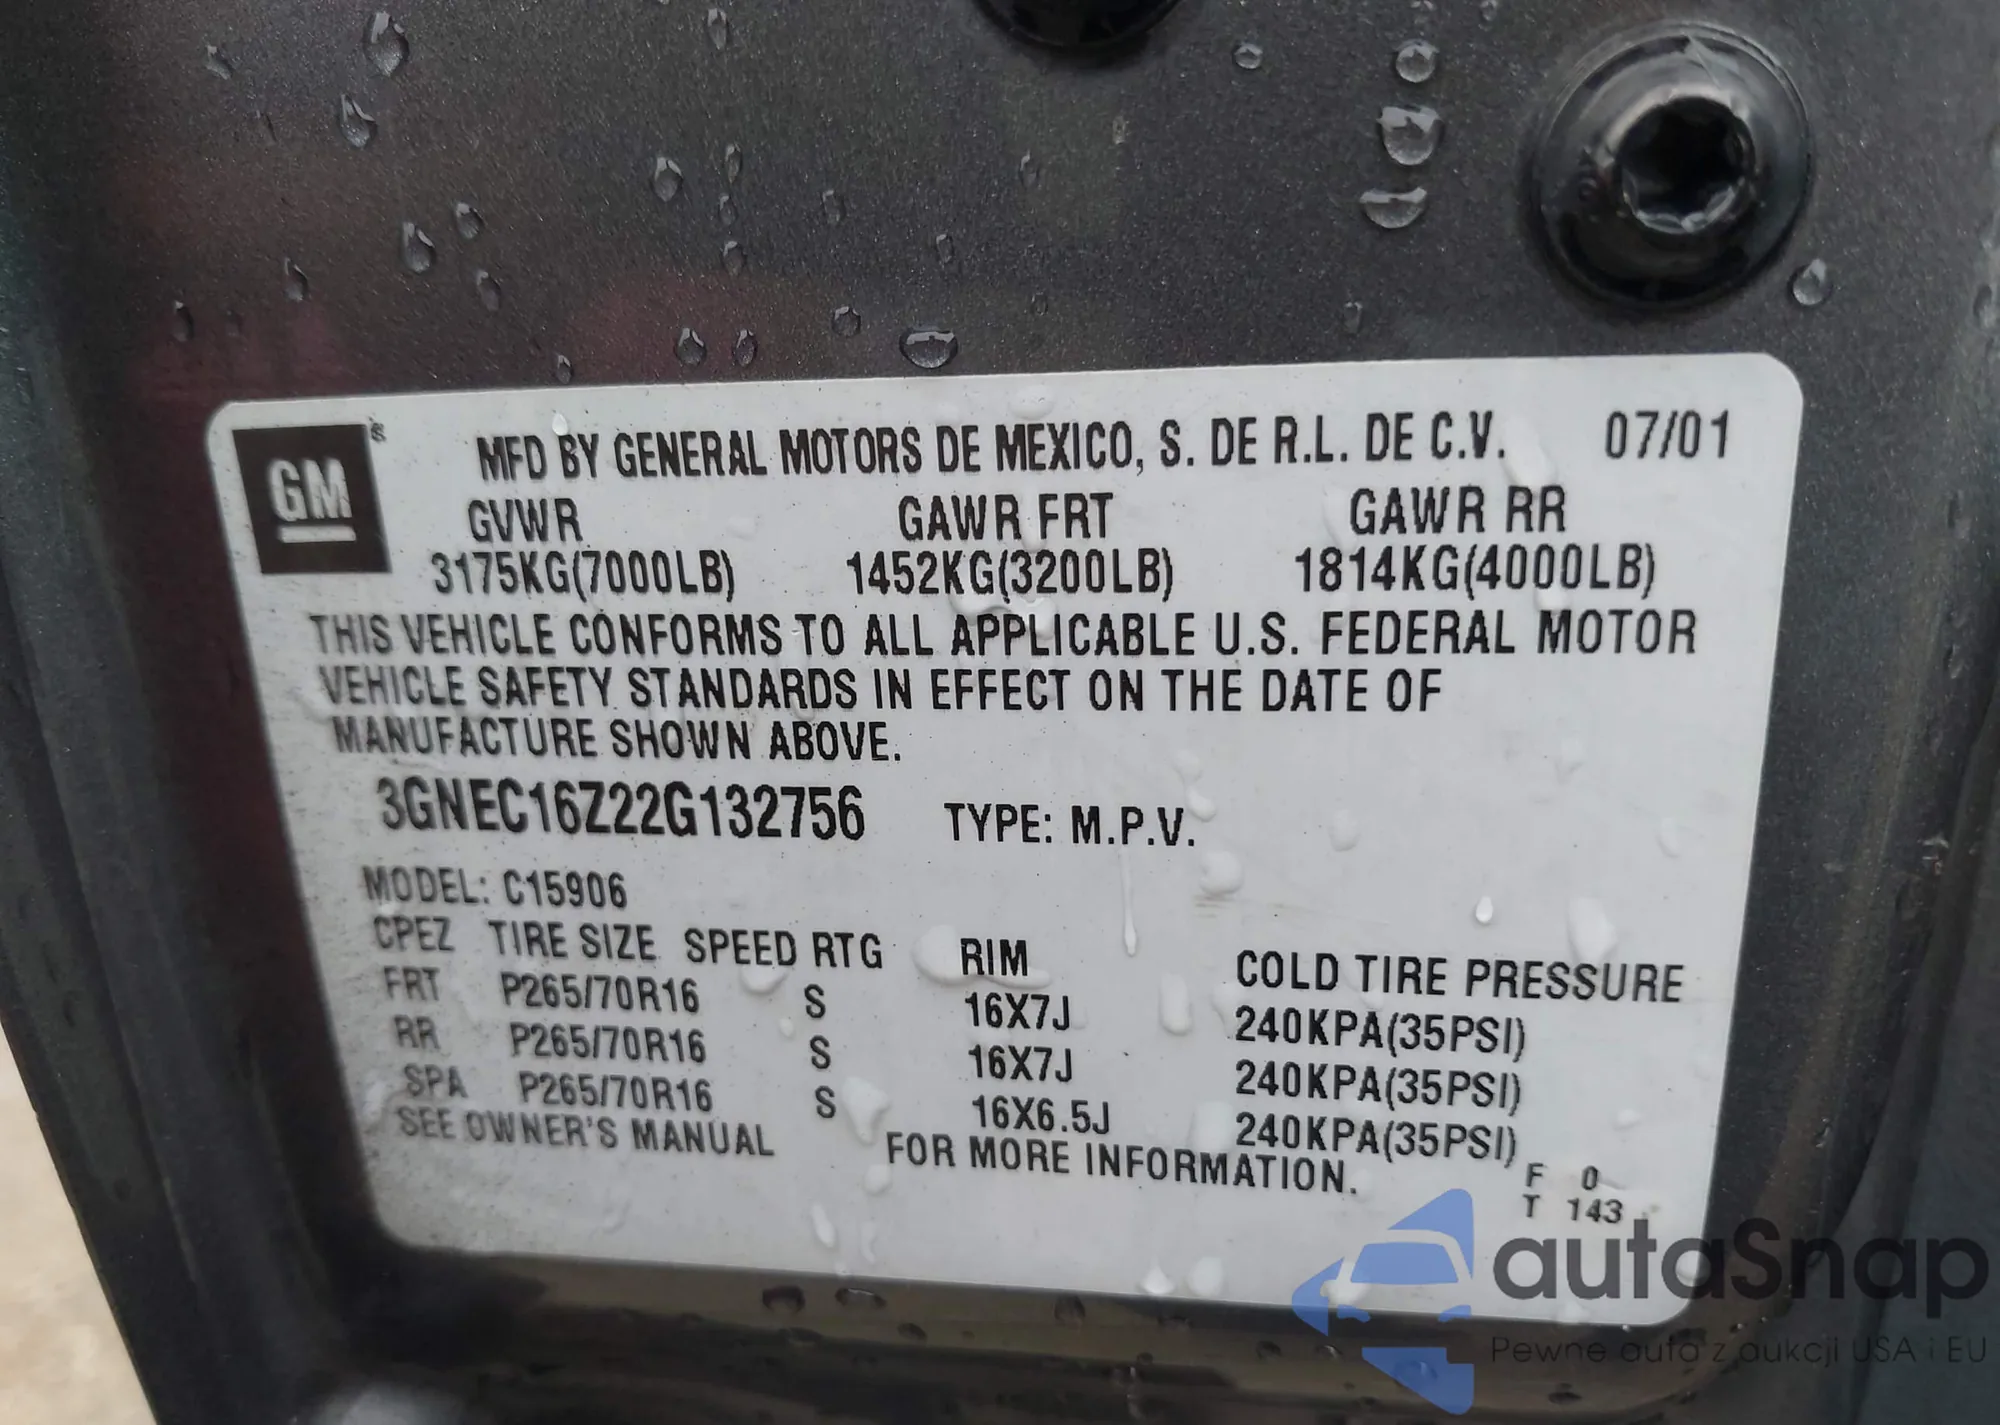 GM
MFD BY GENERAL MOTORS DE MEXICO, S. DE R.L. DE C.V. 07/01
GVWR GAWR FRT GAWR RR
3175KG(7000LB) 1452KG(3200LB) 1814KG(4000LB)
THIS VEHICLE CONFORMS TO ALL APPLICABLE U.S. FEDERAL MOTOR
VEHICLE SAFETY STANDARDS IN EFFECT ON THE DATE OF
MANUFACTURE SHOWN ABOVE.
3GNEC16Z22G132756 TYPE: M.P.V.
MODEL: C15906
CPEZ TIRE SIZE SPEED RTG RIM COLD TIRE PRESSURE
FRT P265/70R16 S 16X7J 240KPA(35PSI)
RR P265/70R16 S 16X7J 240KPA(35PSI)
SPA P265/70R16 S 16X6.5J 240KPA(35PSI)
SEE OWNER'S MANUAL FOR MORE INFORMATION.
F 0
T 143
autaSnap
Pewne auta z aukcji USA i EU